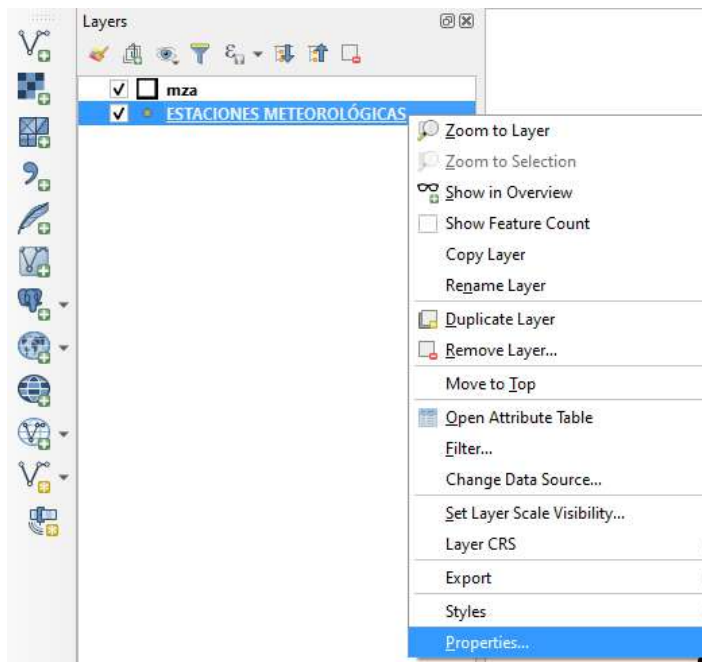 Layers
mza
ESTACIONES METEOROLÓGICAS
Zoom to Layer
Zoom to Selection
Show in Overview
Show Feature Count
Copy Layer
Rename Layer
Duplicate Layer
Remove Layer...
Move to Top
Open Attribute Table
Filter...
Change Data Source...
Set Layer Scale Visibility...
Layer CRS
Export
Styles
Properties...